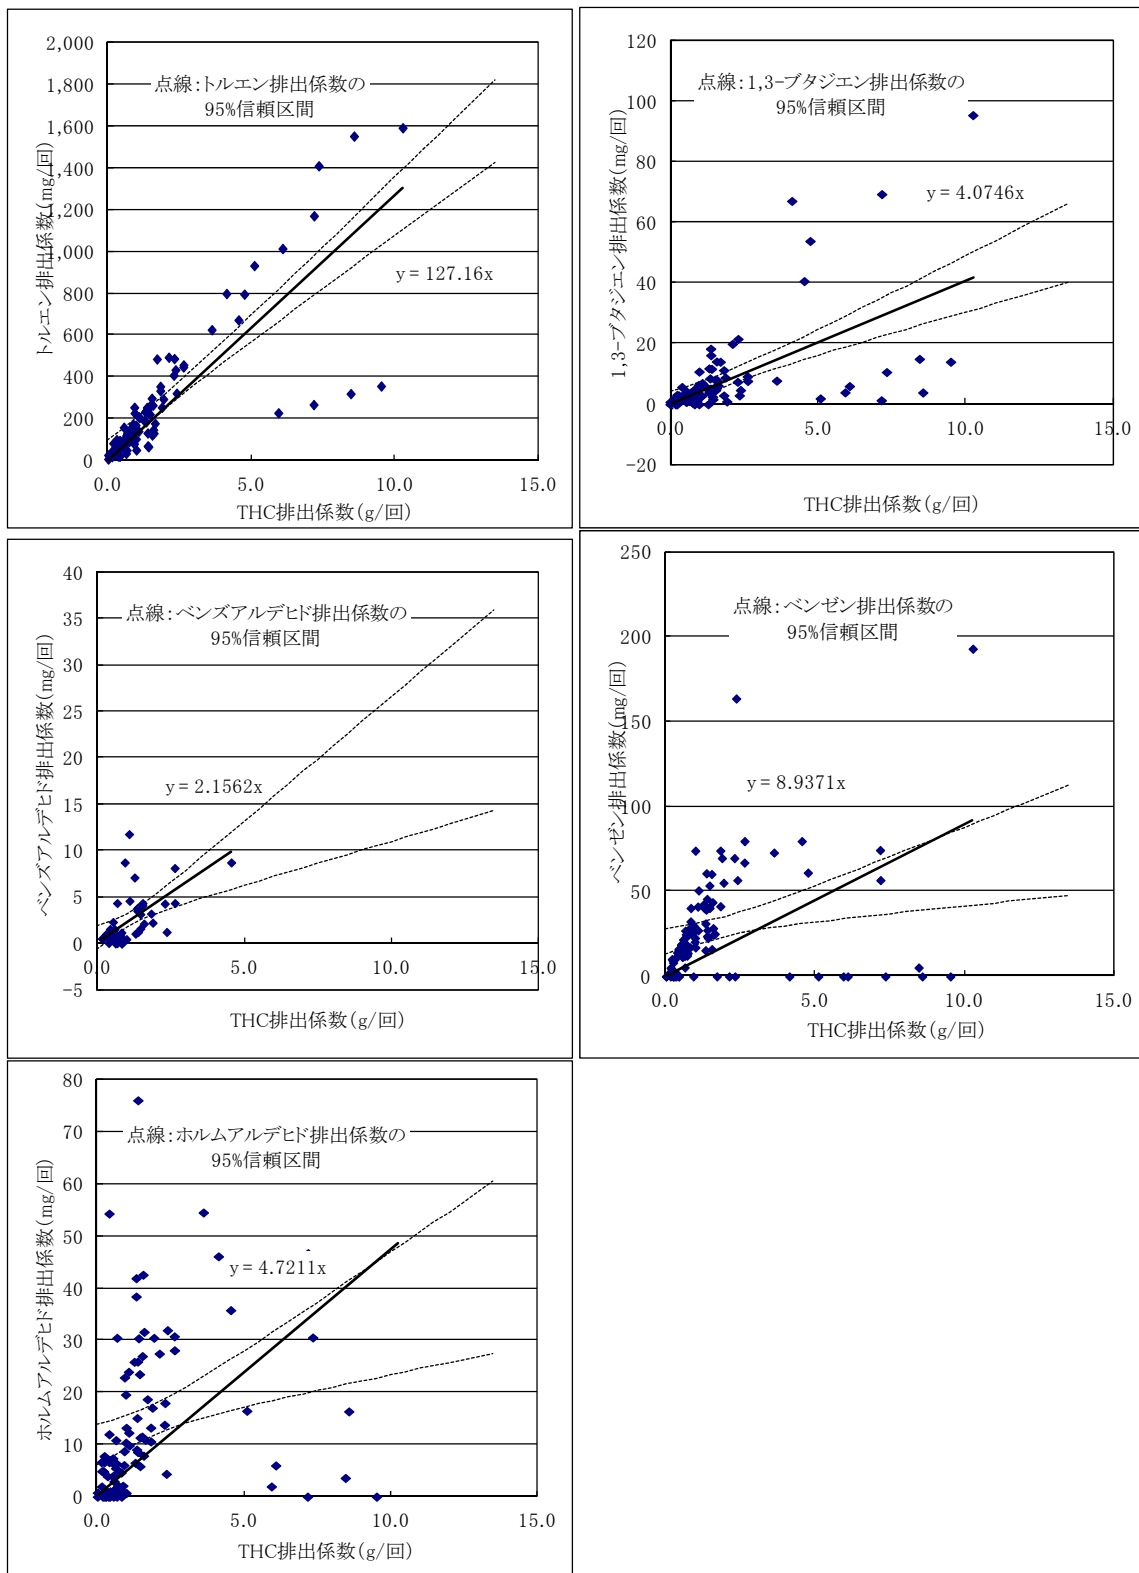 2,000
1,800
1,600
1,400
1,200
1,000
800
600
400
200
0
トルエン排出係数(mg/回)
点線:トルエン排出係数の
95%信頼区間
y = 127.16x
0.0 5.0 10.0 15.0
THC排出係数(g/回)
120
100
80
60
40
20
0
-20
1,3-ブタジエン排出係数(mg/回)
点線:1,3-ブタジエン排出係数の
95%信頼区間
y = 4.0746x
0.0 5.0 10.0 15.0
THC排出係数(g/回)
40
35
30
25
20
15
10
5
0
-5
ベンズアルデヒド排出係数(mg/回)
点線:ベンズアルデヒド排出係数の
95%信頼区間
y = 2.1562x
0.0 5.0 10.0 15.0
THC排出係数(g/回)
250
200
150
100
50
0
ベンゼン排出係数(mg/回)
点線:ベンゼン排出係数の
95%信頼区間
y = 8.9371x
0.0 5.0 10.0 15.0
THC排出係数(g/回)
80
70
60
50
40
30
20
10
0
ホルムアルデヒド排出係数(mg/回)
点線:ホルムアルデヒド排出係数の
95%信頼区間
y = 4.7211x
0.0 5.0 10.0 15.0
THC排出係数(g/回)